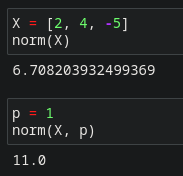 X = [2, 4, -5]
norm(X)
6.708203932499369
p = 1
norm(X, p)
11.0